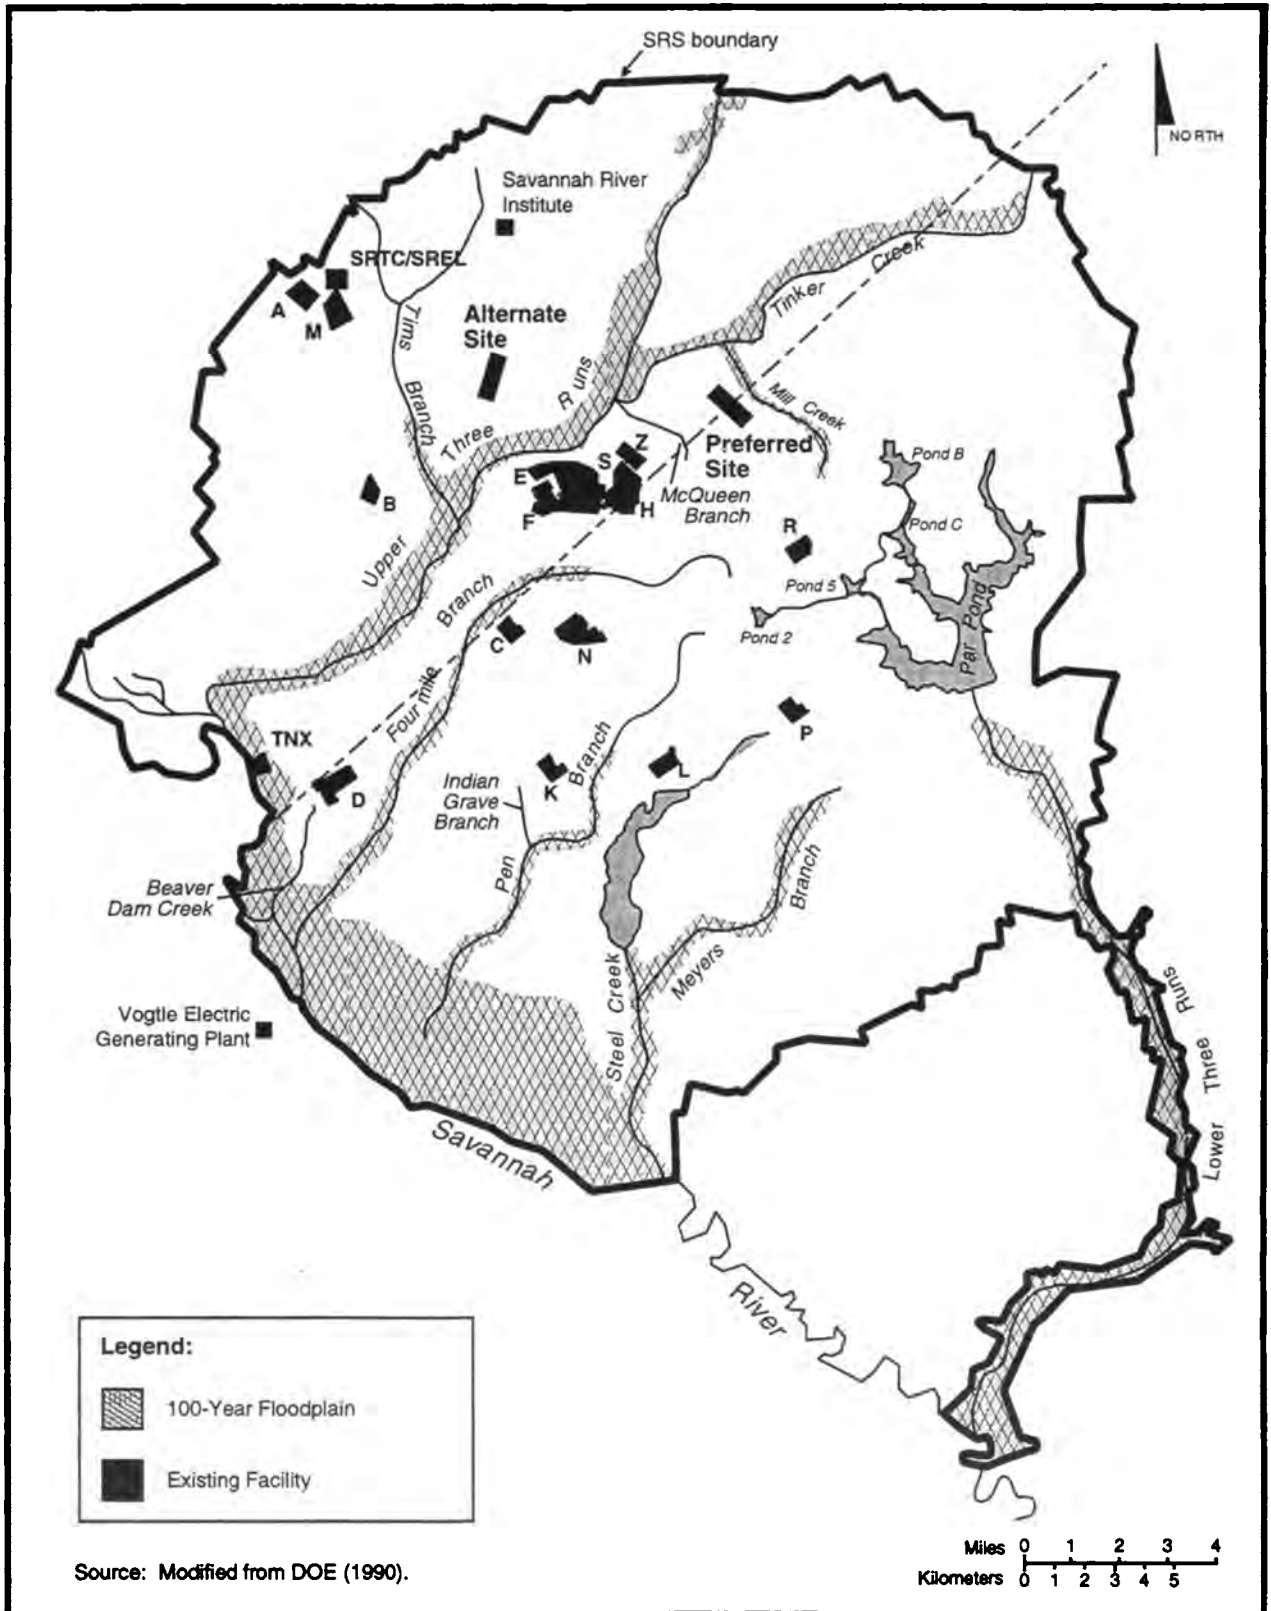 SRS boundary
NORTH
Savannah River
Institute
SRTC/SREL
A
M
Alternate
Site
Tims
Branch
Three
Runs
Upper
Tinker
Creek
Mill Creek
Preferred
Site
Z
S
E
F
H
McQueen
Branch
B
R
Pond B
Pond C
Pond 5
Pond 2
Par Pond
Branch
Four mile
C
N
TNX
D
P
L
K
Branch
Indian
Grave
Branch
Pen
Beaver
Dam Creek
Branch
Meyers
Steel Creek
Vogtle Electric
Generating Plant
Savannah
River
Lower Three Runs
Legend:
100-Year Floodplain
Existing Facility
Source: Modified from DOE (1990).
Miles 0 1 2 3 4
Kilometers 0 1 2 3 4 5